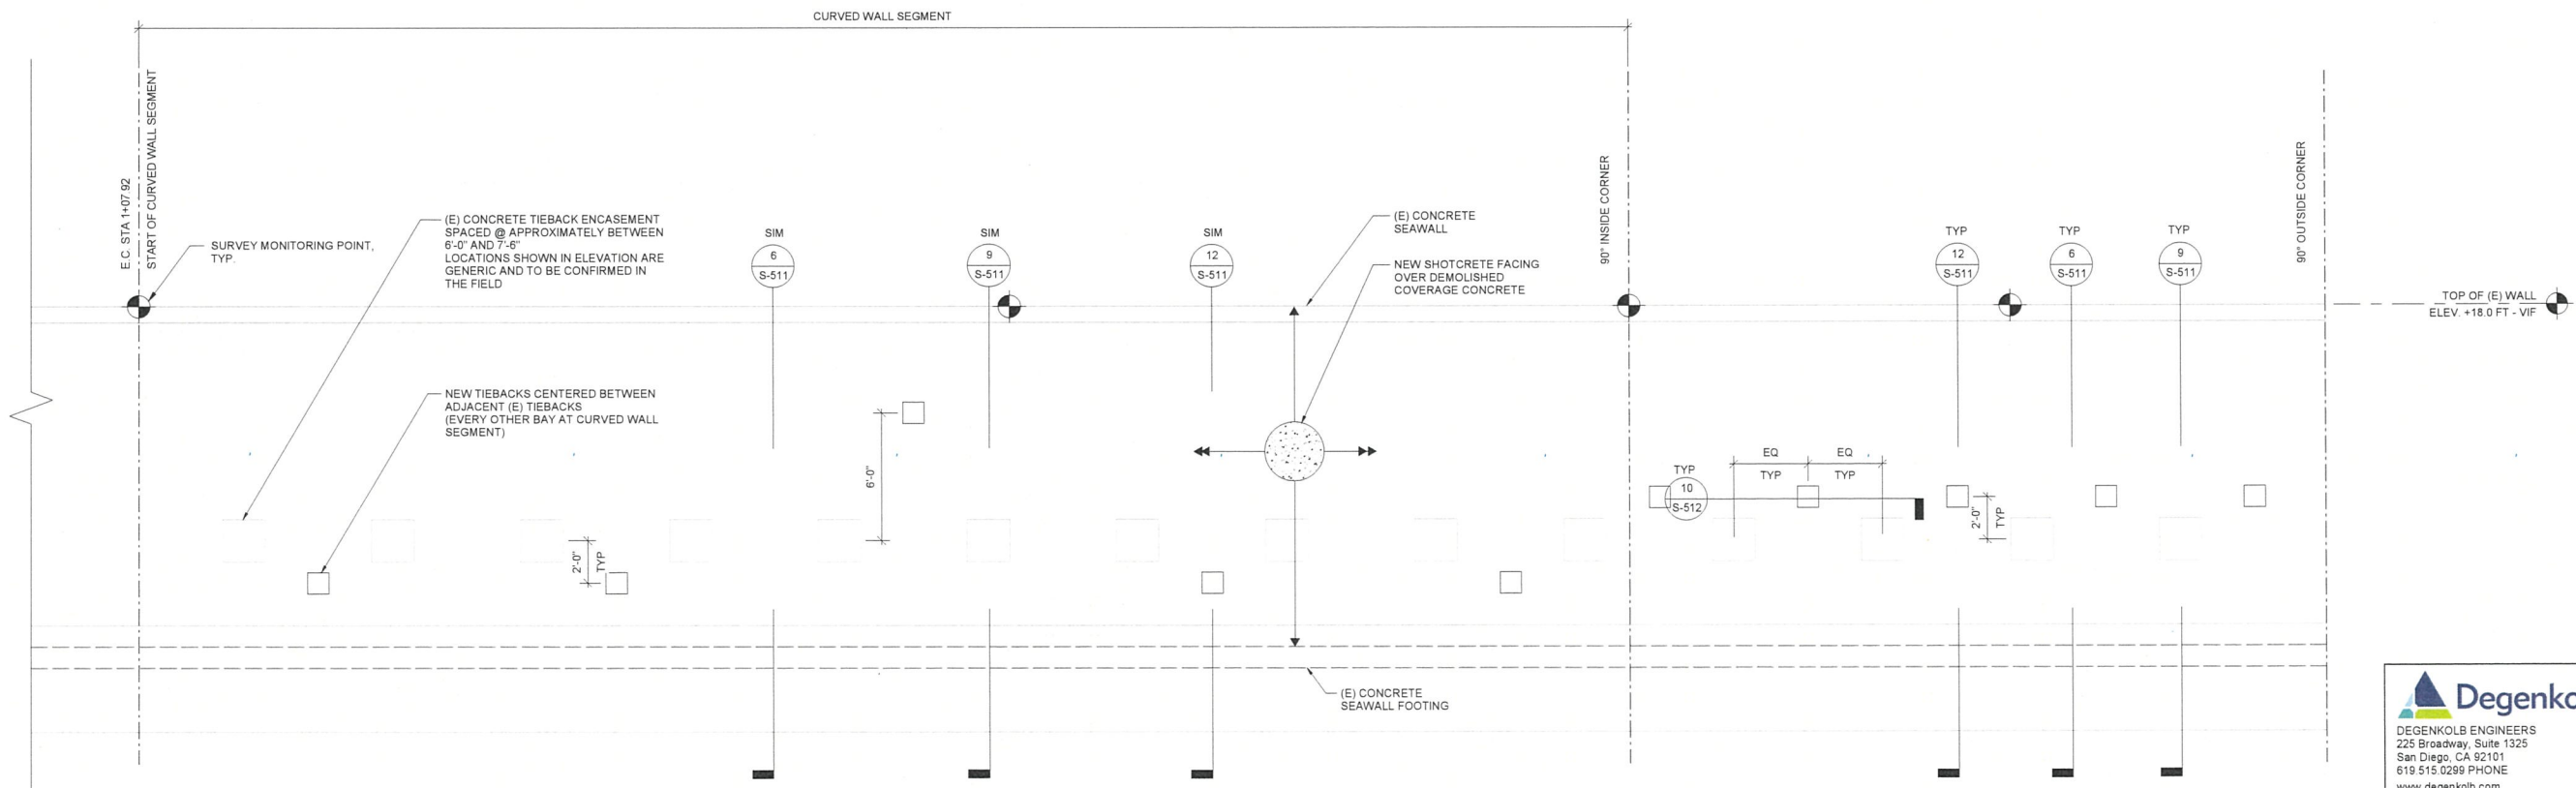 CURVED WALL SEGMENT
E.C. STA 1+07.92
START OF CURVED WALL SEGMENT
SURVEY MONITORING POINT,
TYP.
(E) CONCRETE TIEBACK ENCASEMENT
SPACED @ APPROXIMATELY BETWEEN
6'-0" AND 7'-6"
LOCATIONS SHOWN IN ELEVATION ARE
GENERIC AND TO BE CONFIRMED IN
THE FIELD
NEW TIEBACKS CENTERED BETWEEN
ADJACENT (E) TIEBACKS
(EVERY OTHER BAY AT CURVED WALL
SEGMENT)
2'-0"
TYP
SIM
6
S-511
6'-0"
SIM
9
S-511
SIM
12
S-511
(E) CONCRETE
SEAWALL
NEW SHOTCRETE FACING
OVER DEMOLISHED
COVERAGE CONCRETE
(E) CONCRETE
SEAWALL FOOTING
90° INSIDE CORNER
TYP
10
S-512
EQ
TYP
EQ
TYP
TYP
12
S-511
2'-0"
TYP
TYP
6
S-511
TYP
9
S-511
90° OUTSIDE CORNER
TOP OF (E) WALL
ELEV. +18.0 FT - VIF
Degenko
DEGENKOLB ENGINEERS
225 Broadway, Suite 1325
San Diego, CA 92101
619.515.0299 PHONE
www.degenkolb.com